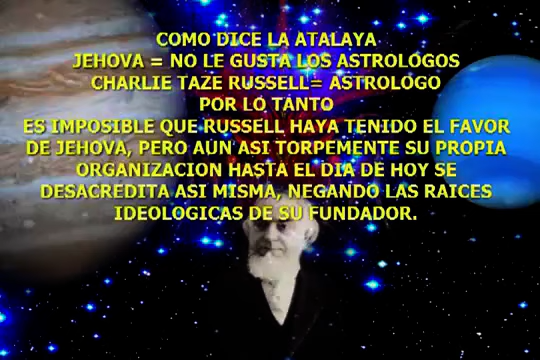 COMO DICE LA ATALAYA
JEHOVA = NO LE GUSTA LOS ASTROLOGOS
CHARLIE TAZE RUSSELL= ASTROLOGO
POR LO TANTO
ES IMPOSIBLE QUE RUSSELL HAYA TENIDO EL FAVOR
DE JEHOVA, PERO AUN ASI TORPEMENTE SU PROPIA
ORGANIZACION HASTA EL DIA DE HOY SE
DESACREDITA ASI MISMA, NEGANDO LAS RAICES
IDEOLOGICAS DE SU FUNDADOR.